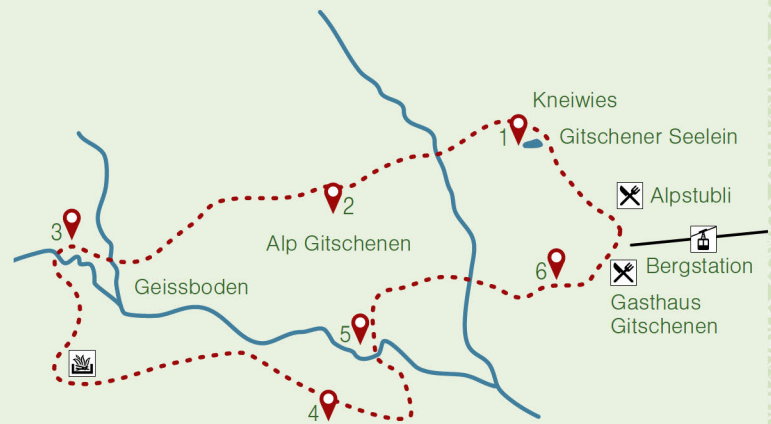 Kneiwies
1
Gitschener Seelein
Alpstubli
2
3
Alp Gitschenen
6
Bergstation
Geissboden
Gasthaus
Gitschenen
5
4